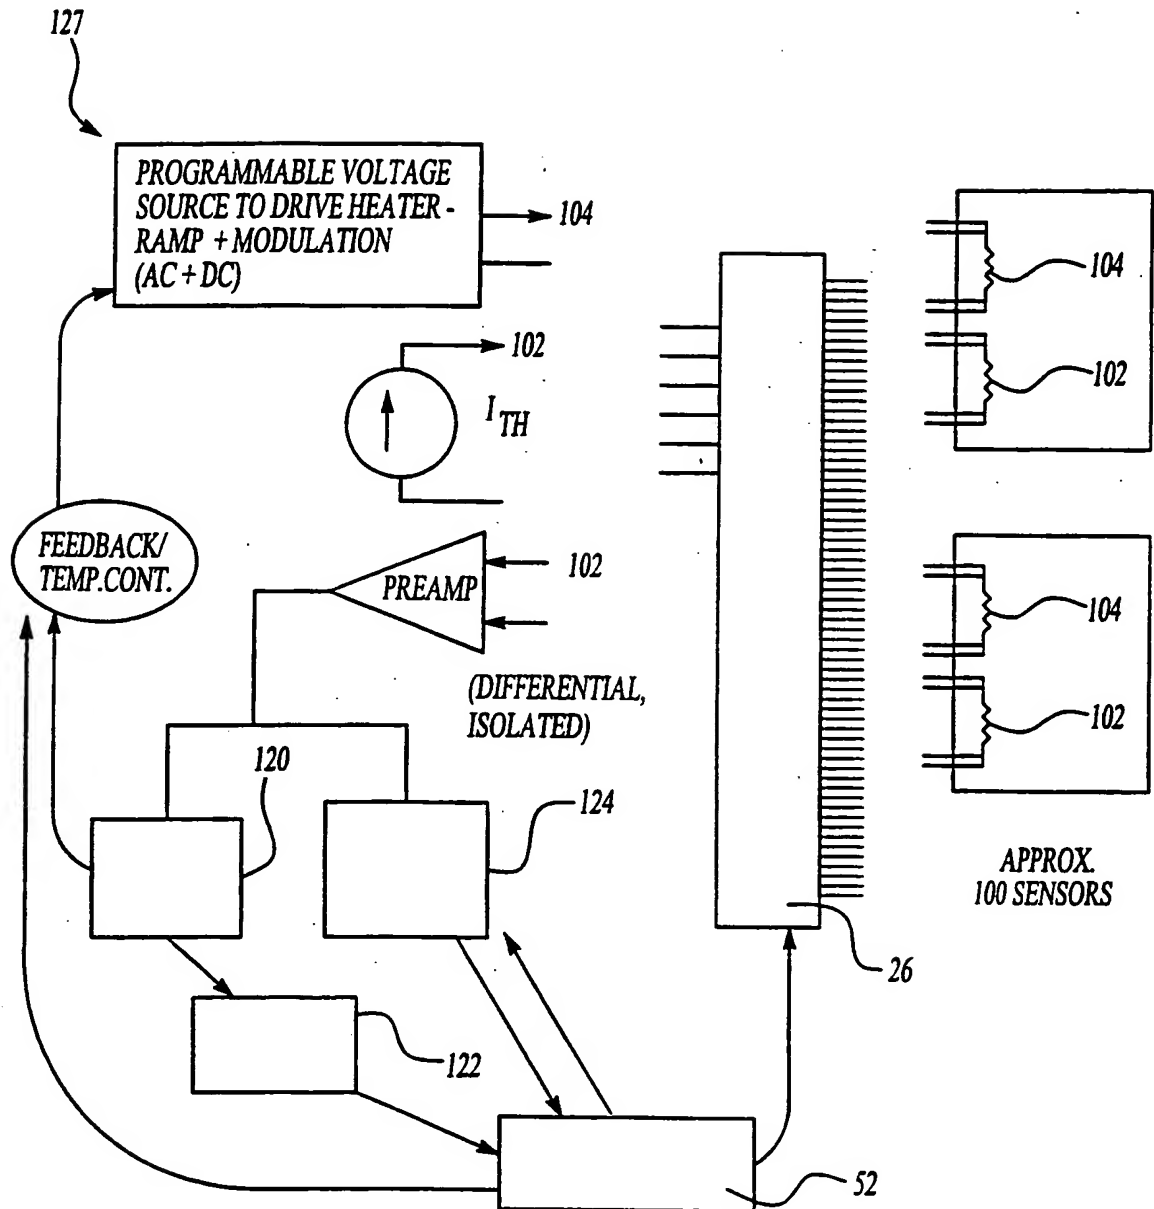 127
PROGRAMMABLE VOLTAGE
SOURCE TO DRIVE HEATER -
RAMP + MODULATION
(AC + DC)
104
102
I TH
FEEDBACK/
TEMP.CONT.
PREAMP
102
(DIFFERENTIAL,
ISOLATED)
120
124
122
52
26
104
102
104
102
APPROX.
100 SENSORS